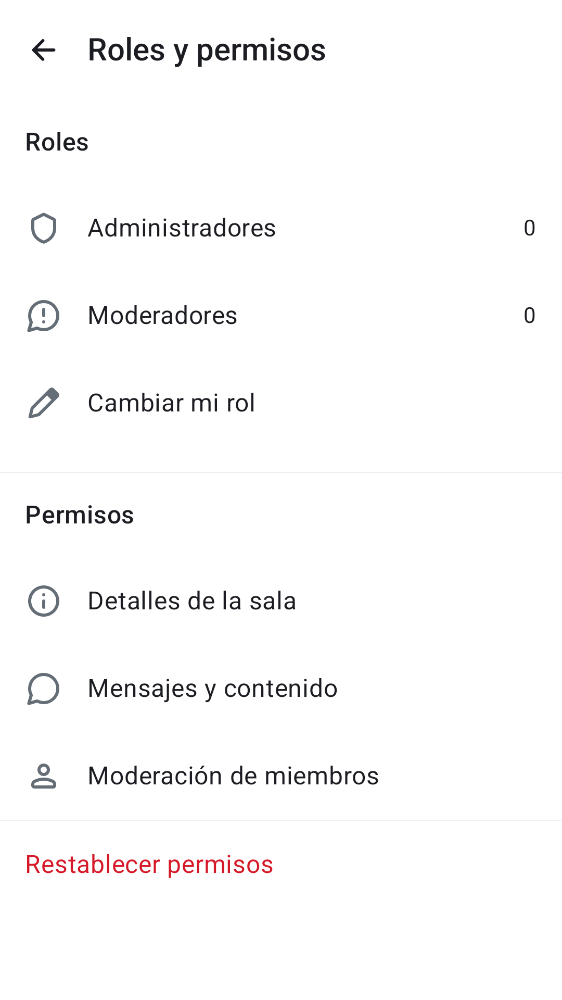 Roles y permisos
Roles
Administradores 0
Moderadores 0
Cambiar mi rol
Permisos
Detalles de la sala
Mensajes y contenido
Moderación de miembros
Restablecer permisos